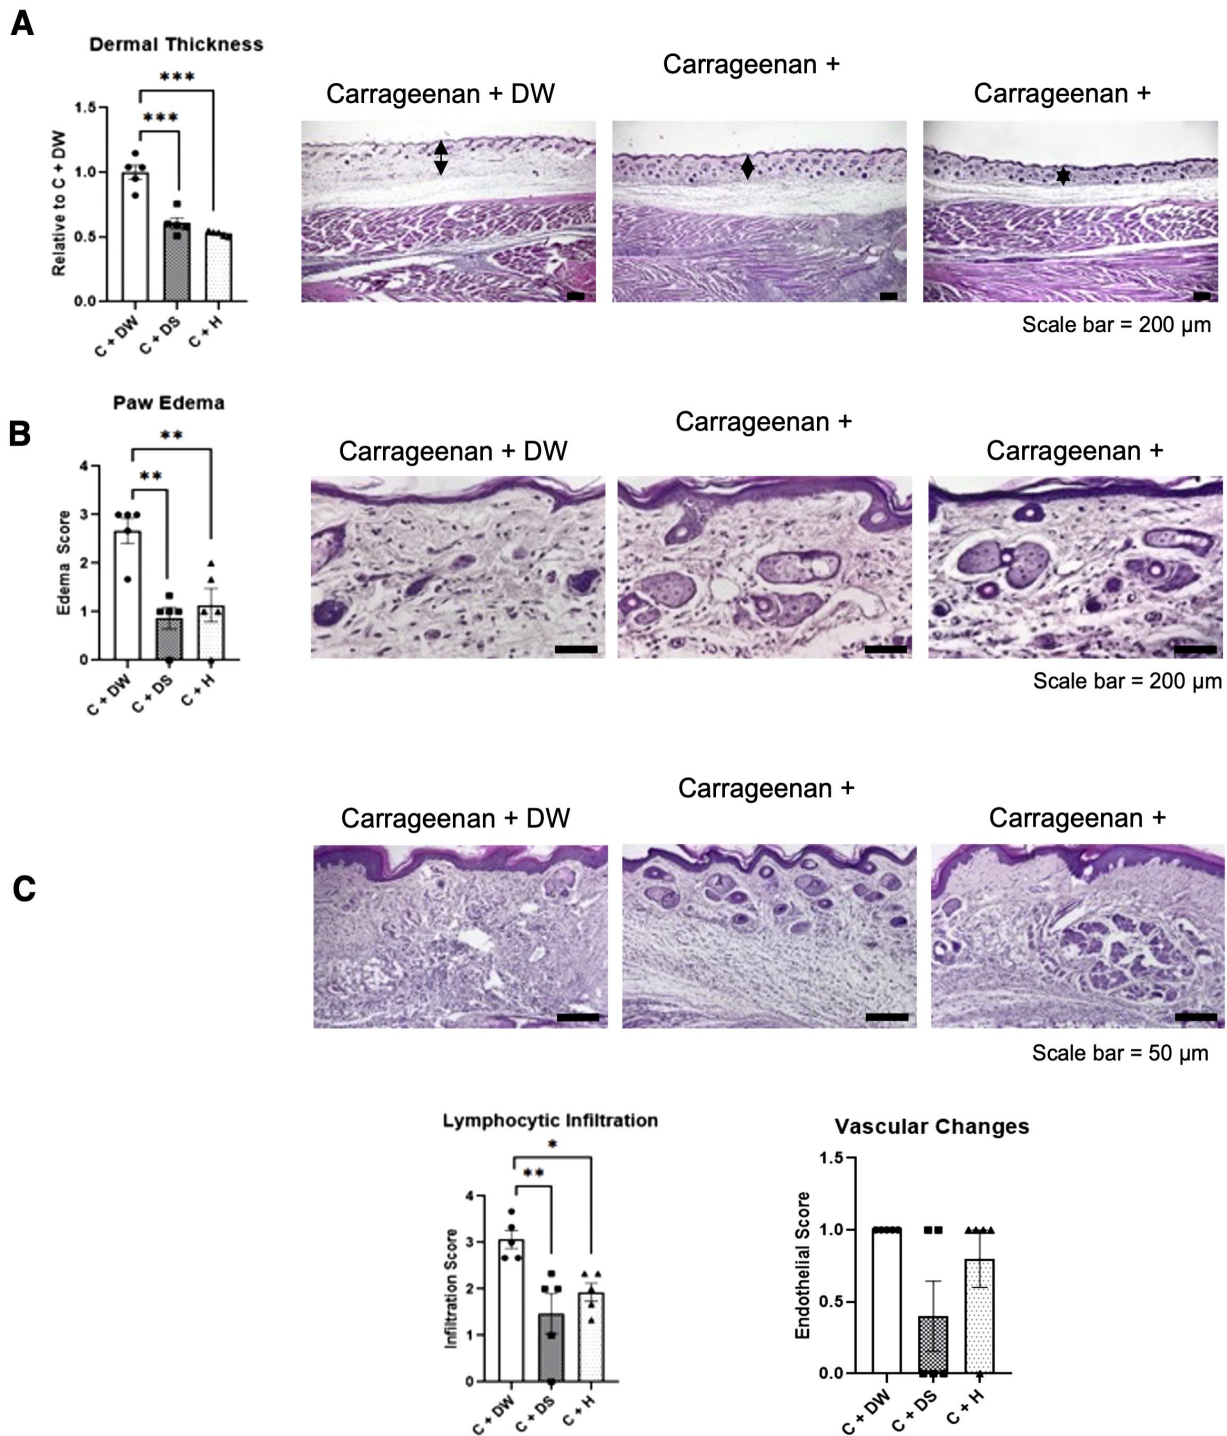 A
Dermal Thickness
***
***
Relative to C + DW
1.5
1.0
0.5
0.0
C + DW
C + DS
C + H
Carrageenan + DW
Carrageenan +
Carrageenan +
Scale bar = 200 µm
B
Paw Edema
**
**
Edema Score
4
3
2
1
0
C + DW
C + DS
C + H
Carrageenan + DW
Carrageenan +
Carrageenan +
Scale bar = 200 µm
C
Carrageenan + DW
Carrageenan +
Carrageenan +
Scale bar = 50 µm
Lymphocytic Infiltration
*
**
Infiltration Score
4
3
2
1
0
C + DW
C + DS
C + H
Vascular Changes
Endothelial Score
1.5
1.0
0.5
0.0
C + DW
C + DS
C + H